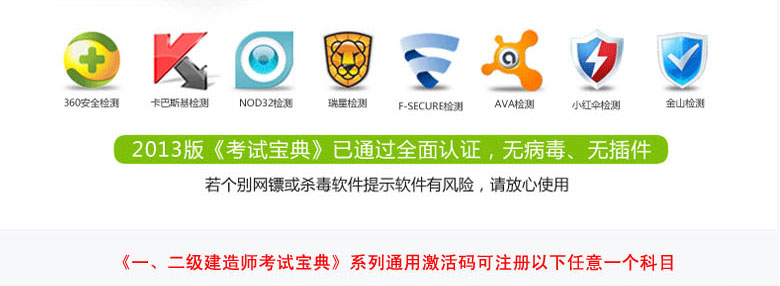 360安全检测 卡巴斯基检测 NOD32检测 瑞星检测 F-SECURE检测 AVA检测 小红伞检测 金山检测
2013版《考试宝典》已通过全面认证，无病毒、无插件
若个别网镖或杀毒软件提示软件有风险，请放心使用
《一、二级建造师考试宝典》系列通用激活码可注册以下任意一个科目